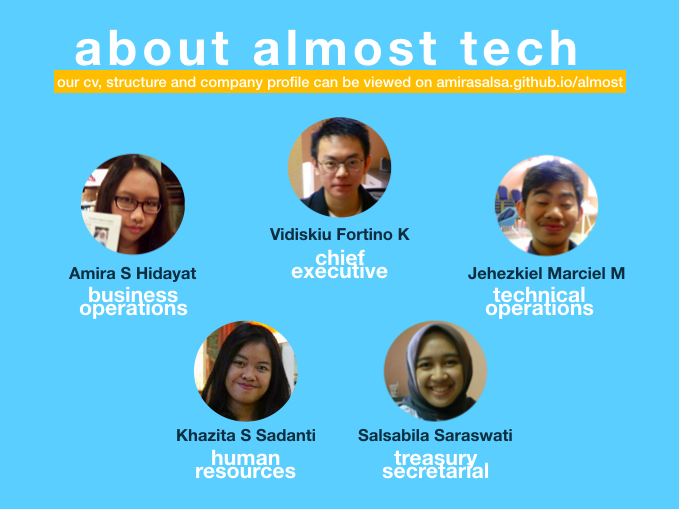 about almost tech
our cv, structure and company profile can be viewed on amirasalsa.github.io/almost
Vidiskiu Fortino K
chief
executive
Amira S Hidayat
business
operations
Jehezkiel Marciel M
technical
operations
Khazita S Sadanti
human
resources
Salsabila Saraswati
treasury
secretarial